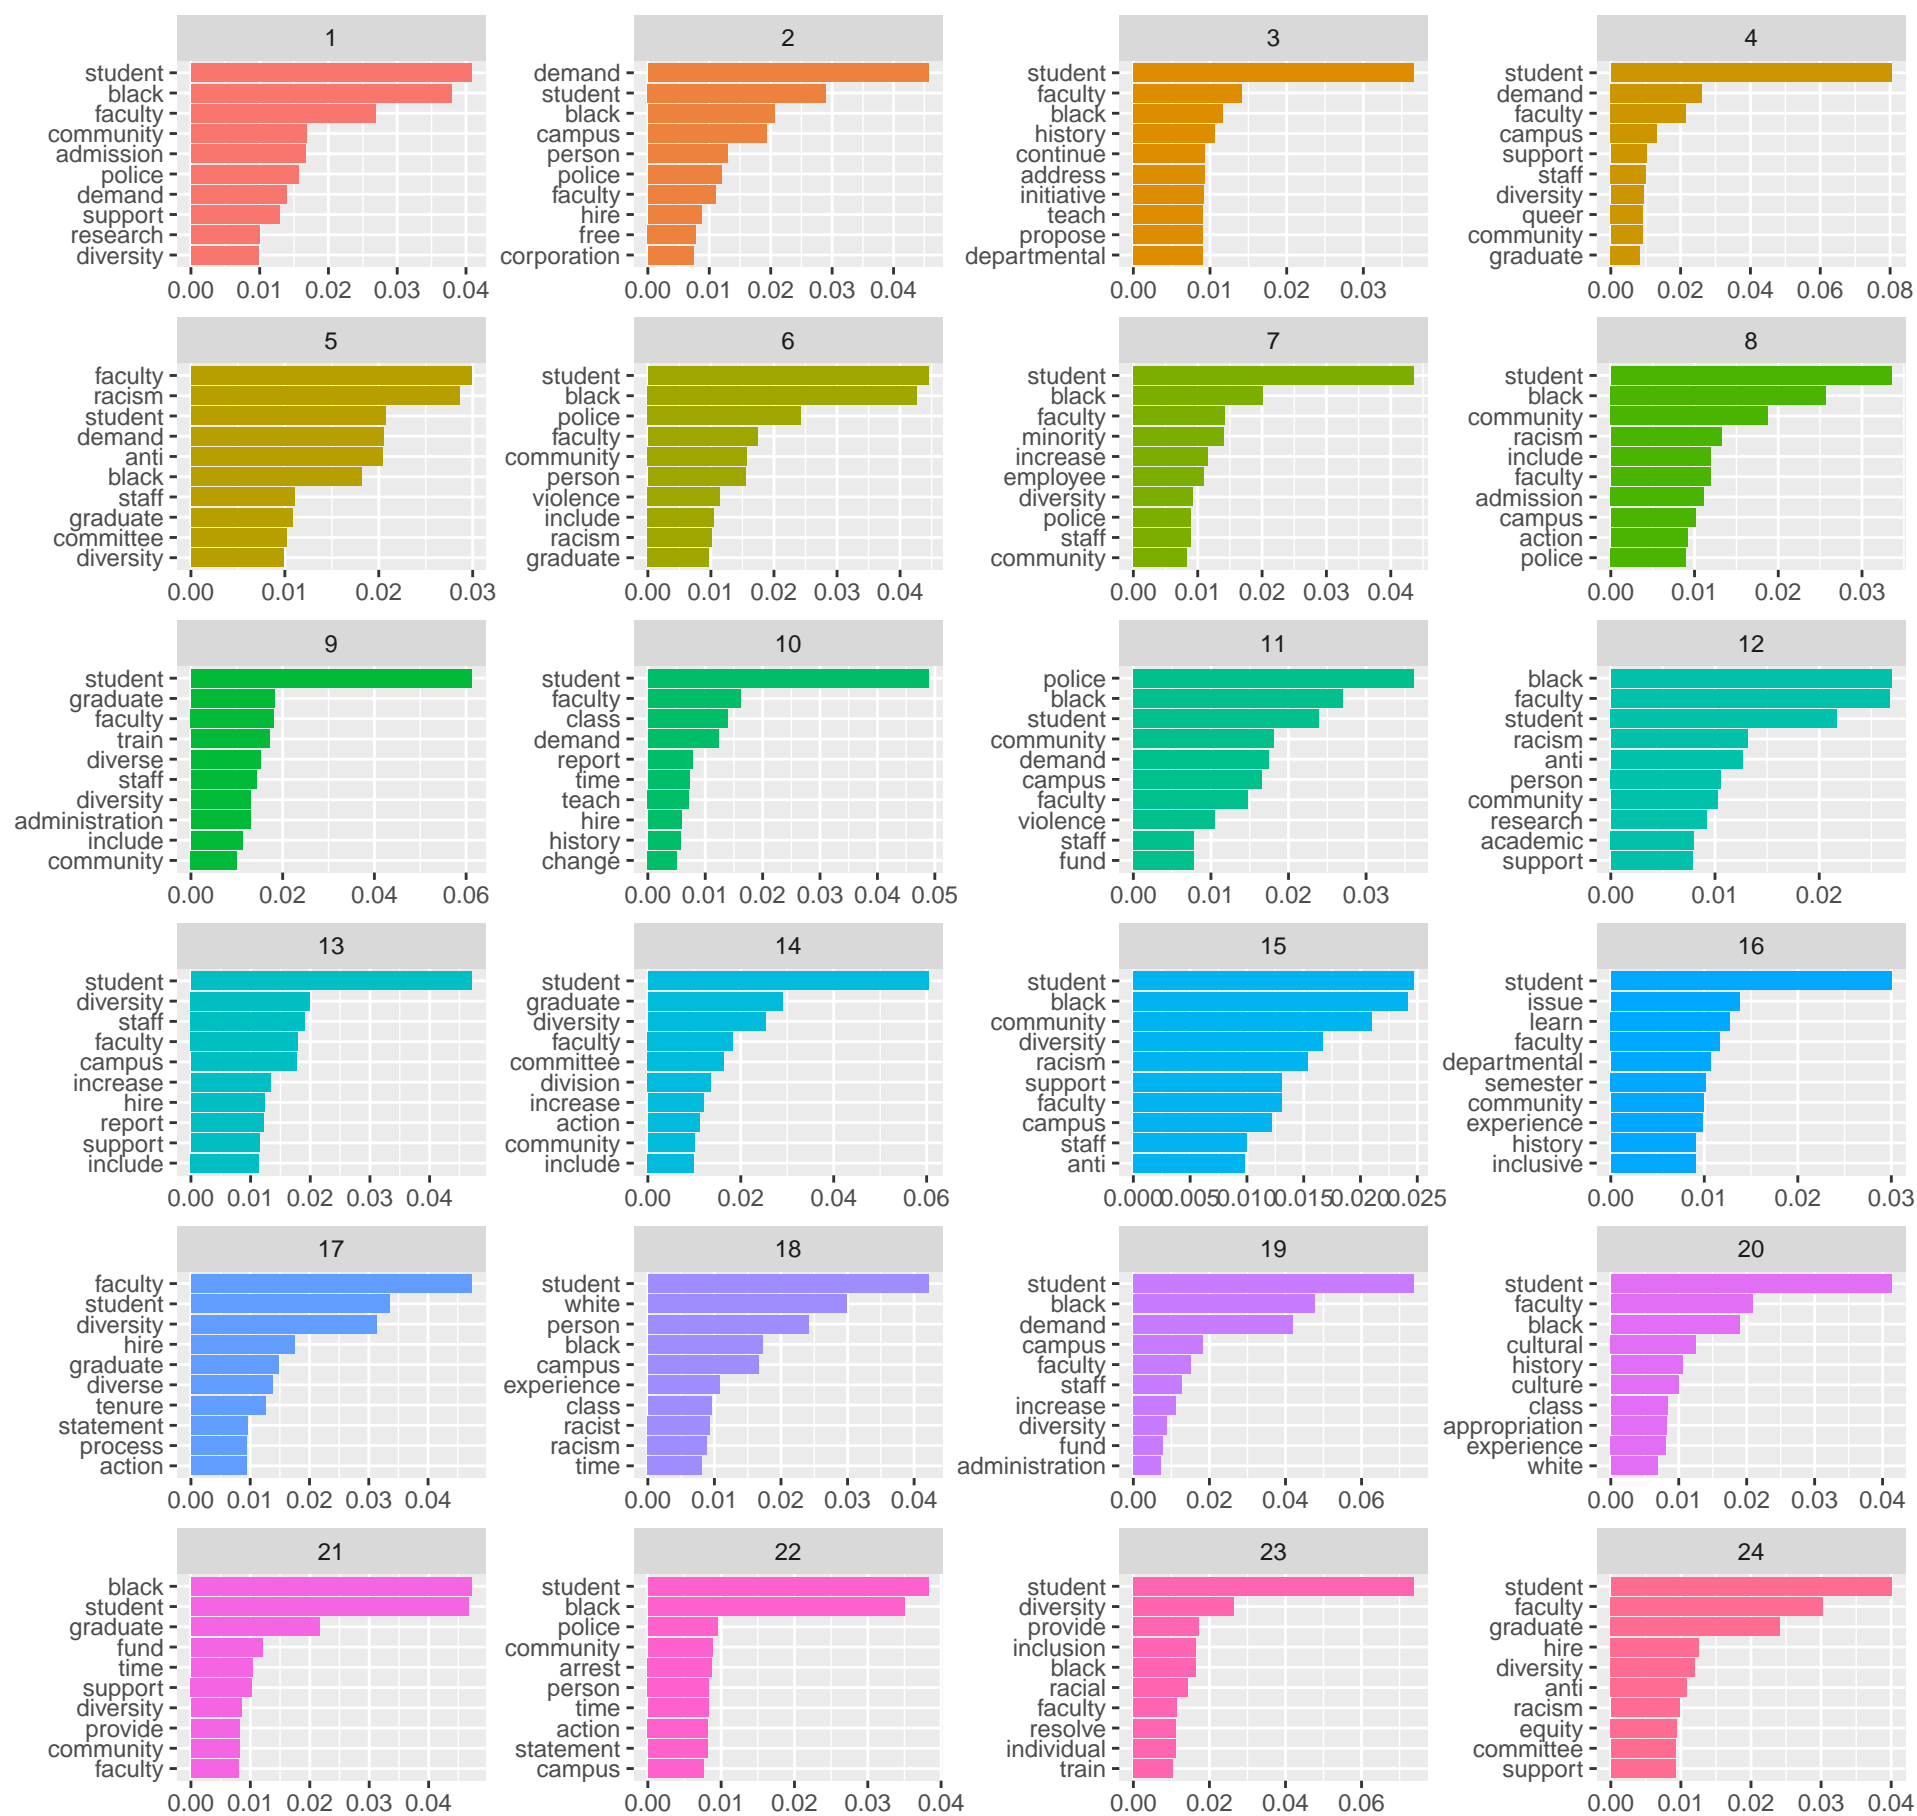 1
student
black
faculty
community
admission
police
demand
support
research
diversity
0.00 0.01 0.02 0.03 0.04
2
demand
student
black
campus
person
police
faculty
hire
free
corporation
0.00 0.01 0.02 0.03 0.04
3
student
faculty
black
history
continue
address
initiative
teach
propose
departmental
0.00 0.01 0.02 0.03
4
student
demand
faculty
campus
support
staff
diversity
queer
community
graduate
0.00 0.02 0.04 0.06 0.08
5
faculty
racism
student
demand
anti
black
staff
graduate
committee
diversity
0.00 0.01 0.02 0.03
6
student
black
police
faculty
community
person
violence
include
racism
graduate
0.00 0.01 0.02 0.03 0.04
7
student
black
faculty
minority
increase
employee
diversity
police
staff
community
0.00 0.01 0.02 0.03 0.04
8
student
black
community
racism
include
faculty
admission
campus
action
police
0.00 0.01 0.02 0.03
9
student
graduate
faculty
train
diverse
staff
diversity
administration
include
community
0.00 0.02 0.04 0.06
10
student
faculty
class
demand
report
time
teach
hire
history
change
0.00 0.01 0.02 0.03 0.04 0.05
11
police
black
student
community
demand
campus
faculty
violence
staff
fund
0.00 0.01 0.02 0.03
12
black
faculty
student
racism
anti
person
community
research
academic
support
0.00 0.01 0.02
13
student
diversity
staff
faculty
campus
increase
hire
report
support
include
0.00 0.01 0.02 0.03 0.04
14
student
graduate
diversity
faculty
committee
division
increase
action
community
include
0.00 0.02 0.04 0.06
15
student
black
community
diversity
racism
support
faculty
campus
staff
anti
0.000 0.005 0.010 0.015 0.020 0.025
16
student
issue
learn
faculty
departmental
semester
community
experience
history
inclusive
0.00 0.01 0.02 0.03
17
faculty
student
diversity
hire
graduate
diverse
tenure
statement
process
action
0.00 0.01 0.02 0.03 0.04
18
student
white
person
black
campus
experience
class
racist
racism
time
0.00 0.01 0.02 0.03 0.04
19
student
black
demand
campus
faculty
staff
increase
diversity
fund
administration
0.00 0.02 0.04 0.06
20
student
faculty
black
cultural
history
culture
class
appropriation
experience
white
0.00 0.01 0.02 0.03 0.04
21
black
student
graduate
fund
time
support
diversity
provide
community
faculty
0.00 0.01 0.02 0.03 0.04
22
student
black
police
community
arrest
person
time
action
statement
campus
0.00 0.01 0.02 0.03 0.04
23
student
diversity
provide
inclusion
black
racial
faculty
resolve
individual
train
0.00 0.02 0.04 0.06
24
student
faculty
graduate
hire
diversity
anti
racism
equity
committee
support
0.00 0.01 0.02 0.03 0.04